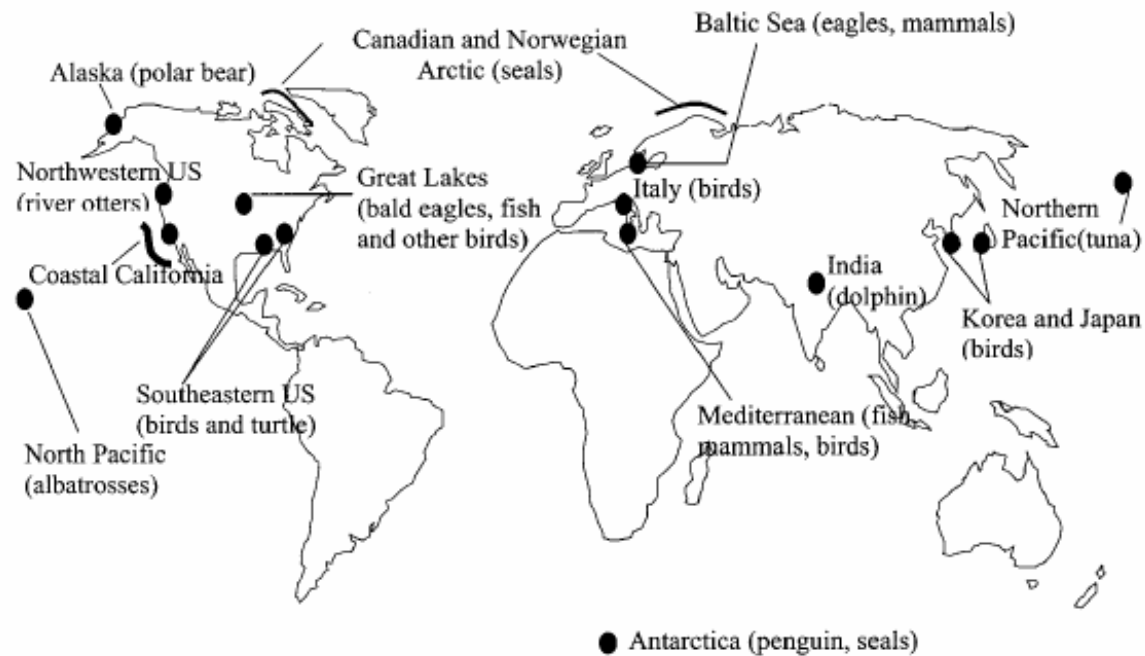 Baltic Sea (eagles, mammals)
Canadian and Norwegian
Arctic (seals)
Alaska (polar bear)
Northwestern US
(river otters)
Great Lakes
(bald eagles, fish
and other birds)
Italy (birds)
Northern
Pacific(tuna)
Coastal California
India
(dolphin)
Korea and Japan
(birds)
Southeastern US
(birds and turtle)
Mediterranean (fish,
mammals, birds)
North Pacific
(albatrosses)
Antarctica (penguin, seals)